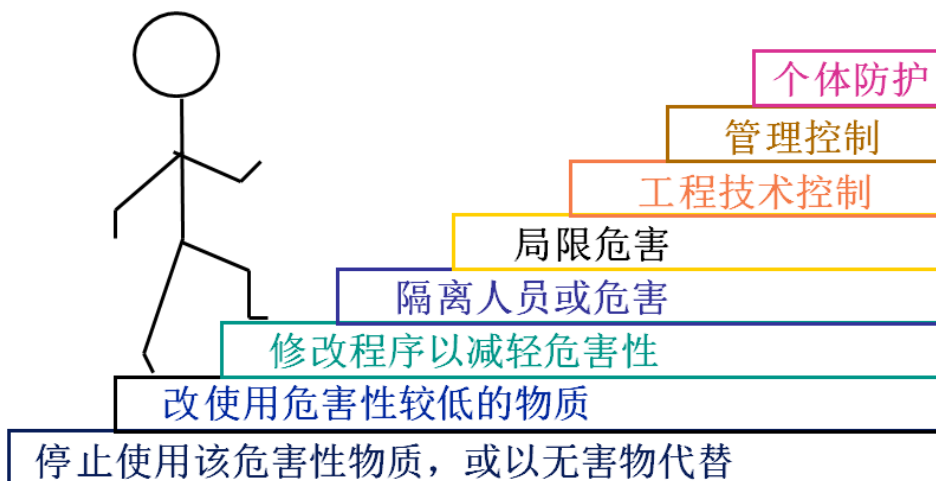 个体防护
管理控制
工程技术控制
局限危害
隔离人员或危害
修改程序以减轻危害性
改使用危害性较低的物质
停止使用该危害性物质，或以无害物代替